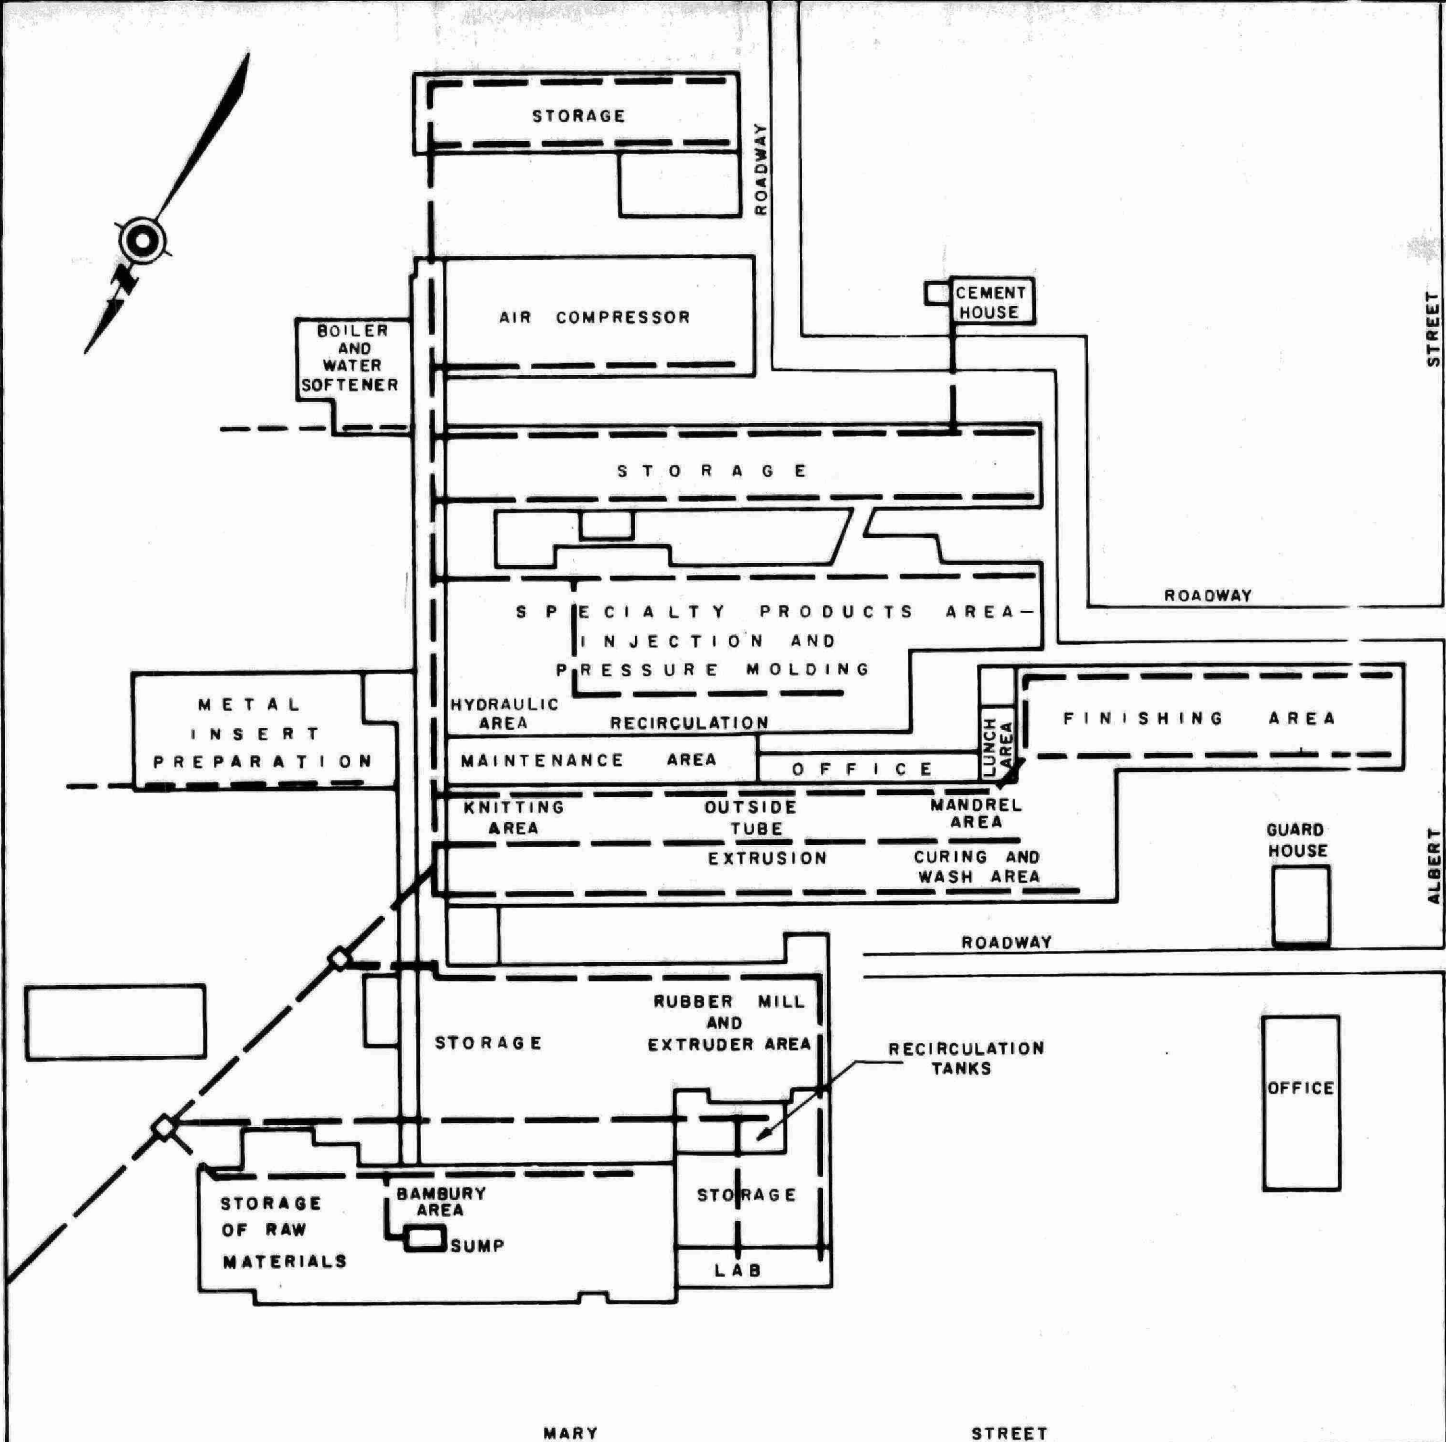 STORAGE
ROADWAY
N
CEMENT
HOUSE
AIR COMPRESSOR
BOILER
AND
WATER
SOFTENER
STREET
STORAGE
ROADWAY
SPECIALTY PRODUCTS AREA—
INJECTION AND
PRESSURE MOLDING
METAL
INSERT
PREPARATION
HYDRAULIC
AREA
RECIRCULATION
LUNCH
AREA
FINISHING AREA
MAINTENANCE AREA
OFFICE
KNITTING
AREA
OUTSIDE
TUBE
EXTRUSION
MANDREL
AREA
CURING AND
WASH AREA
GUARD
HOUSE
ALBERT
ROADWAY
RUBBER MILL
AND
EXTRUDER AREA
STORAGE
RECIRCULATION
TANKS
OFFICE
STORAGE
OF RAW
MATERIALS
BAMBURY
AREA
SUMP
STORAGE
LAB
MARY STREET